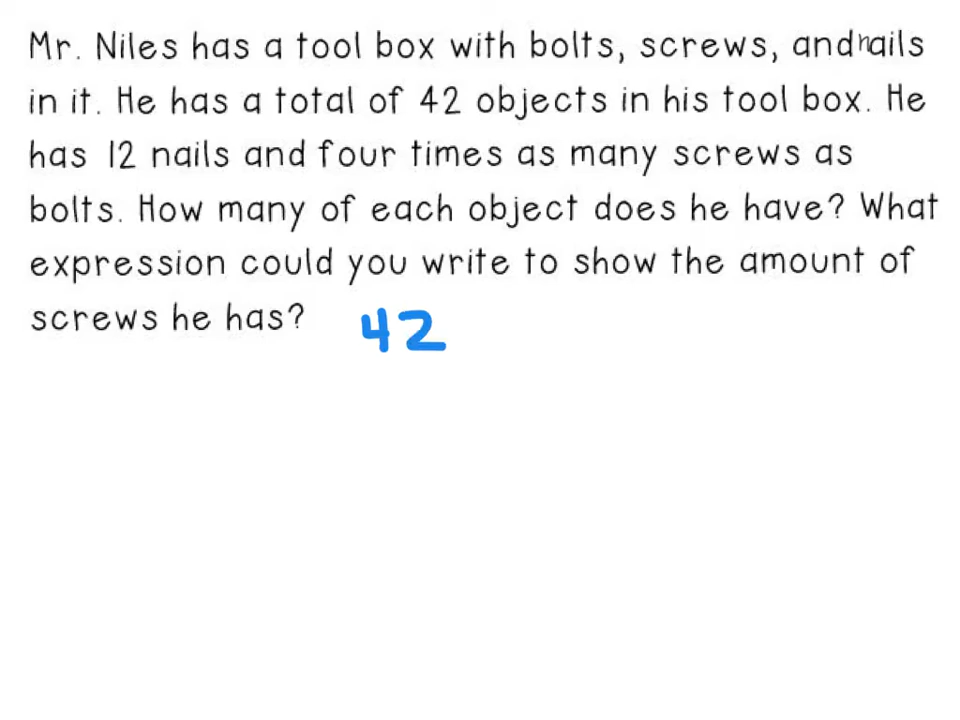 Mr. Niles has a tool box with bolts, screws, and nails
in it. He has a total of 42 objects in his tool box. He
has 12 nails and four times as many screws as
bolts. How many of each object does he have? What
expression could you write to show the amount of
screws he has? 42